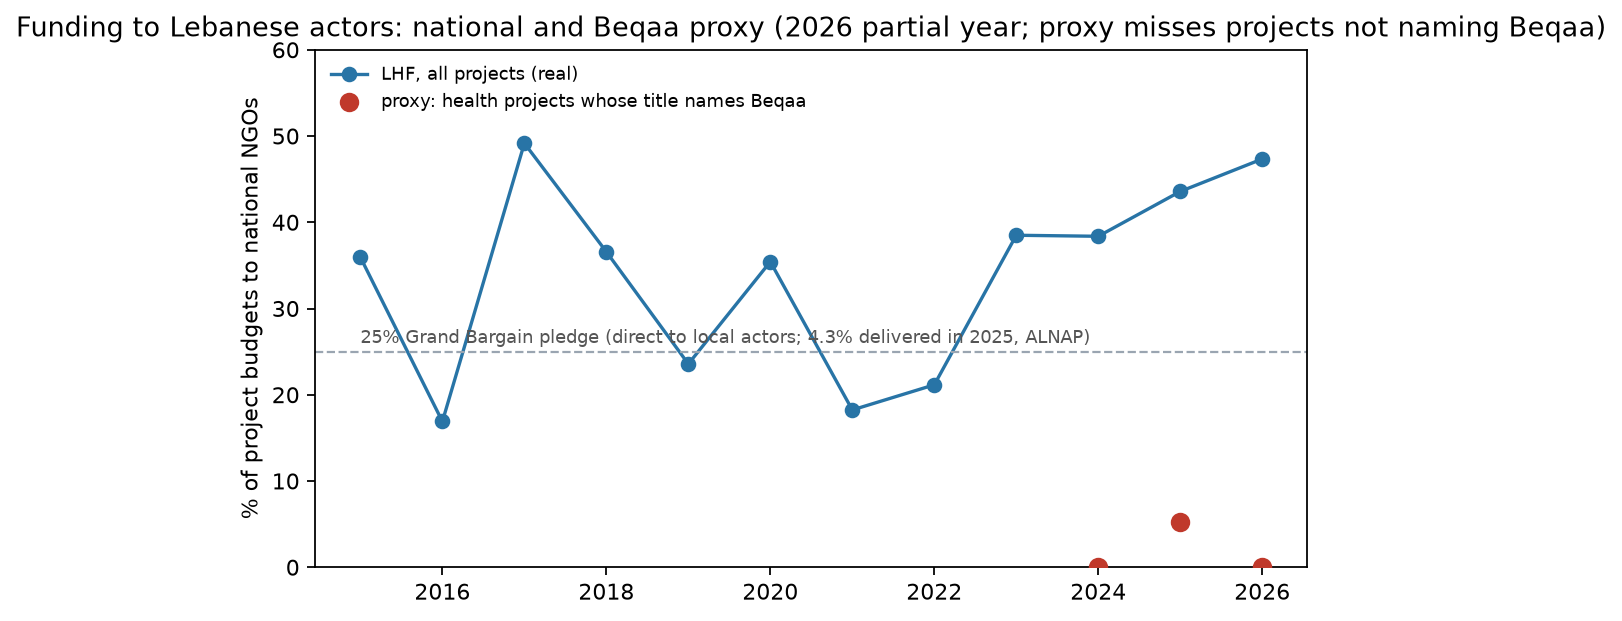 Funding to Lebanese actors: national and Beqaa proxy (2026 partial year; proxy misses projects not naming Beqaa)
% of project budgets to national NGOs
60
50
40
30
20
10
0
LHF, all projects (real)
proxy: health projects whose title names Beqaa
25% Grand Bargain pledge (direct to local actors; 4.3% delivered in 2025, ALNAP)
2016 2018 2020 2022 2024 2026